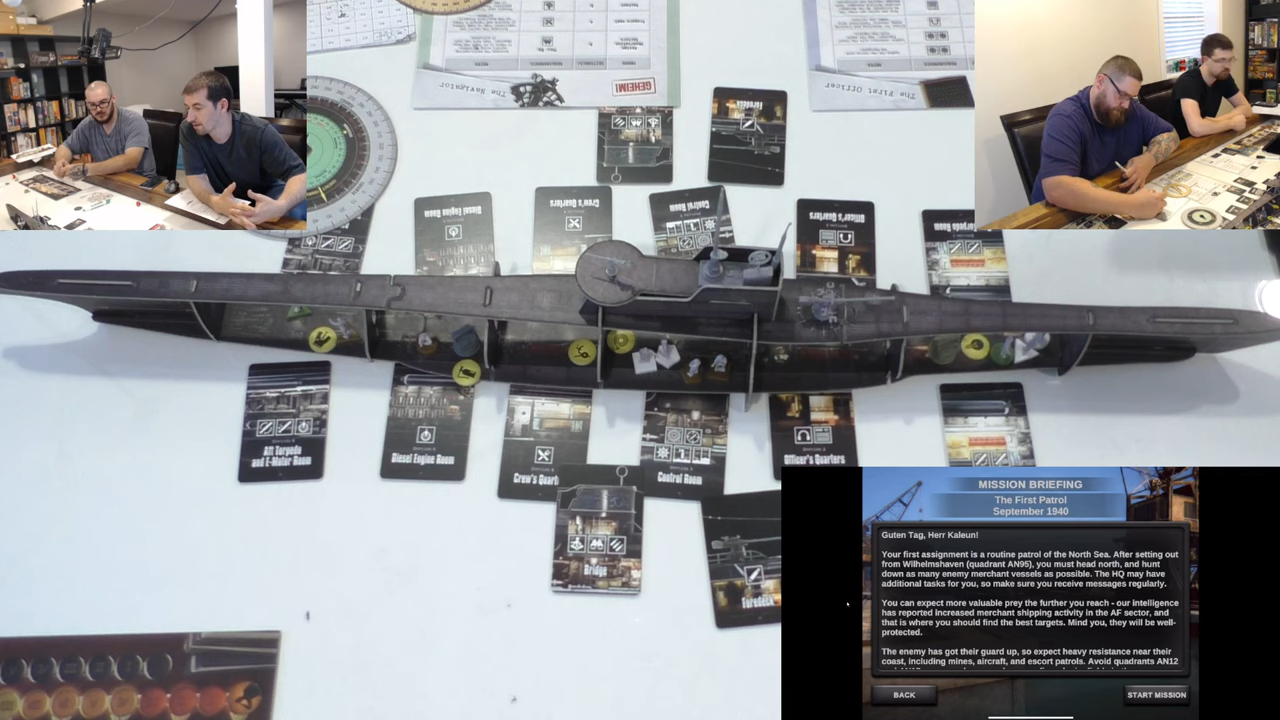 The Navigator
GEHEIM!
The First Officer
Foredeck
Diesel Engine Room
Crew's Quarters
Control Room
Officer's Quarters
Torpedo Room
Aft Torpedo
and E-Motor Room
Diesel Engine Room
Crew's Quart
Control Room
Officer's Quarters
Bridge
Foredeck
MISSION BRIEFING
The First Patrol
September 1940
Guten Tag, Herr Kaleun!
Your first assignment is a routine patrol of the North Sea. After setting out
from Wilhelmshaven (quadrant AN95), you must head north, and hunt
down as many enemy merchant vessels as possible. The HQ may have
additional tasks for you, so make sure you receive messages regularly.
You can expect more valuable prey the further you reach - our intelligence
has reported increased merchant shipping activity in the AF sector, and
that is where you should find the best targets. Mind you, they will be well-
protected.
The enemy has got their guard up, so expect heavy resistance near their
coast, including mines, aircraft, and escort patrols. Avoid quadrants AN12
BACK
START MISSION